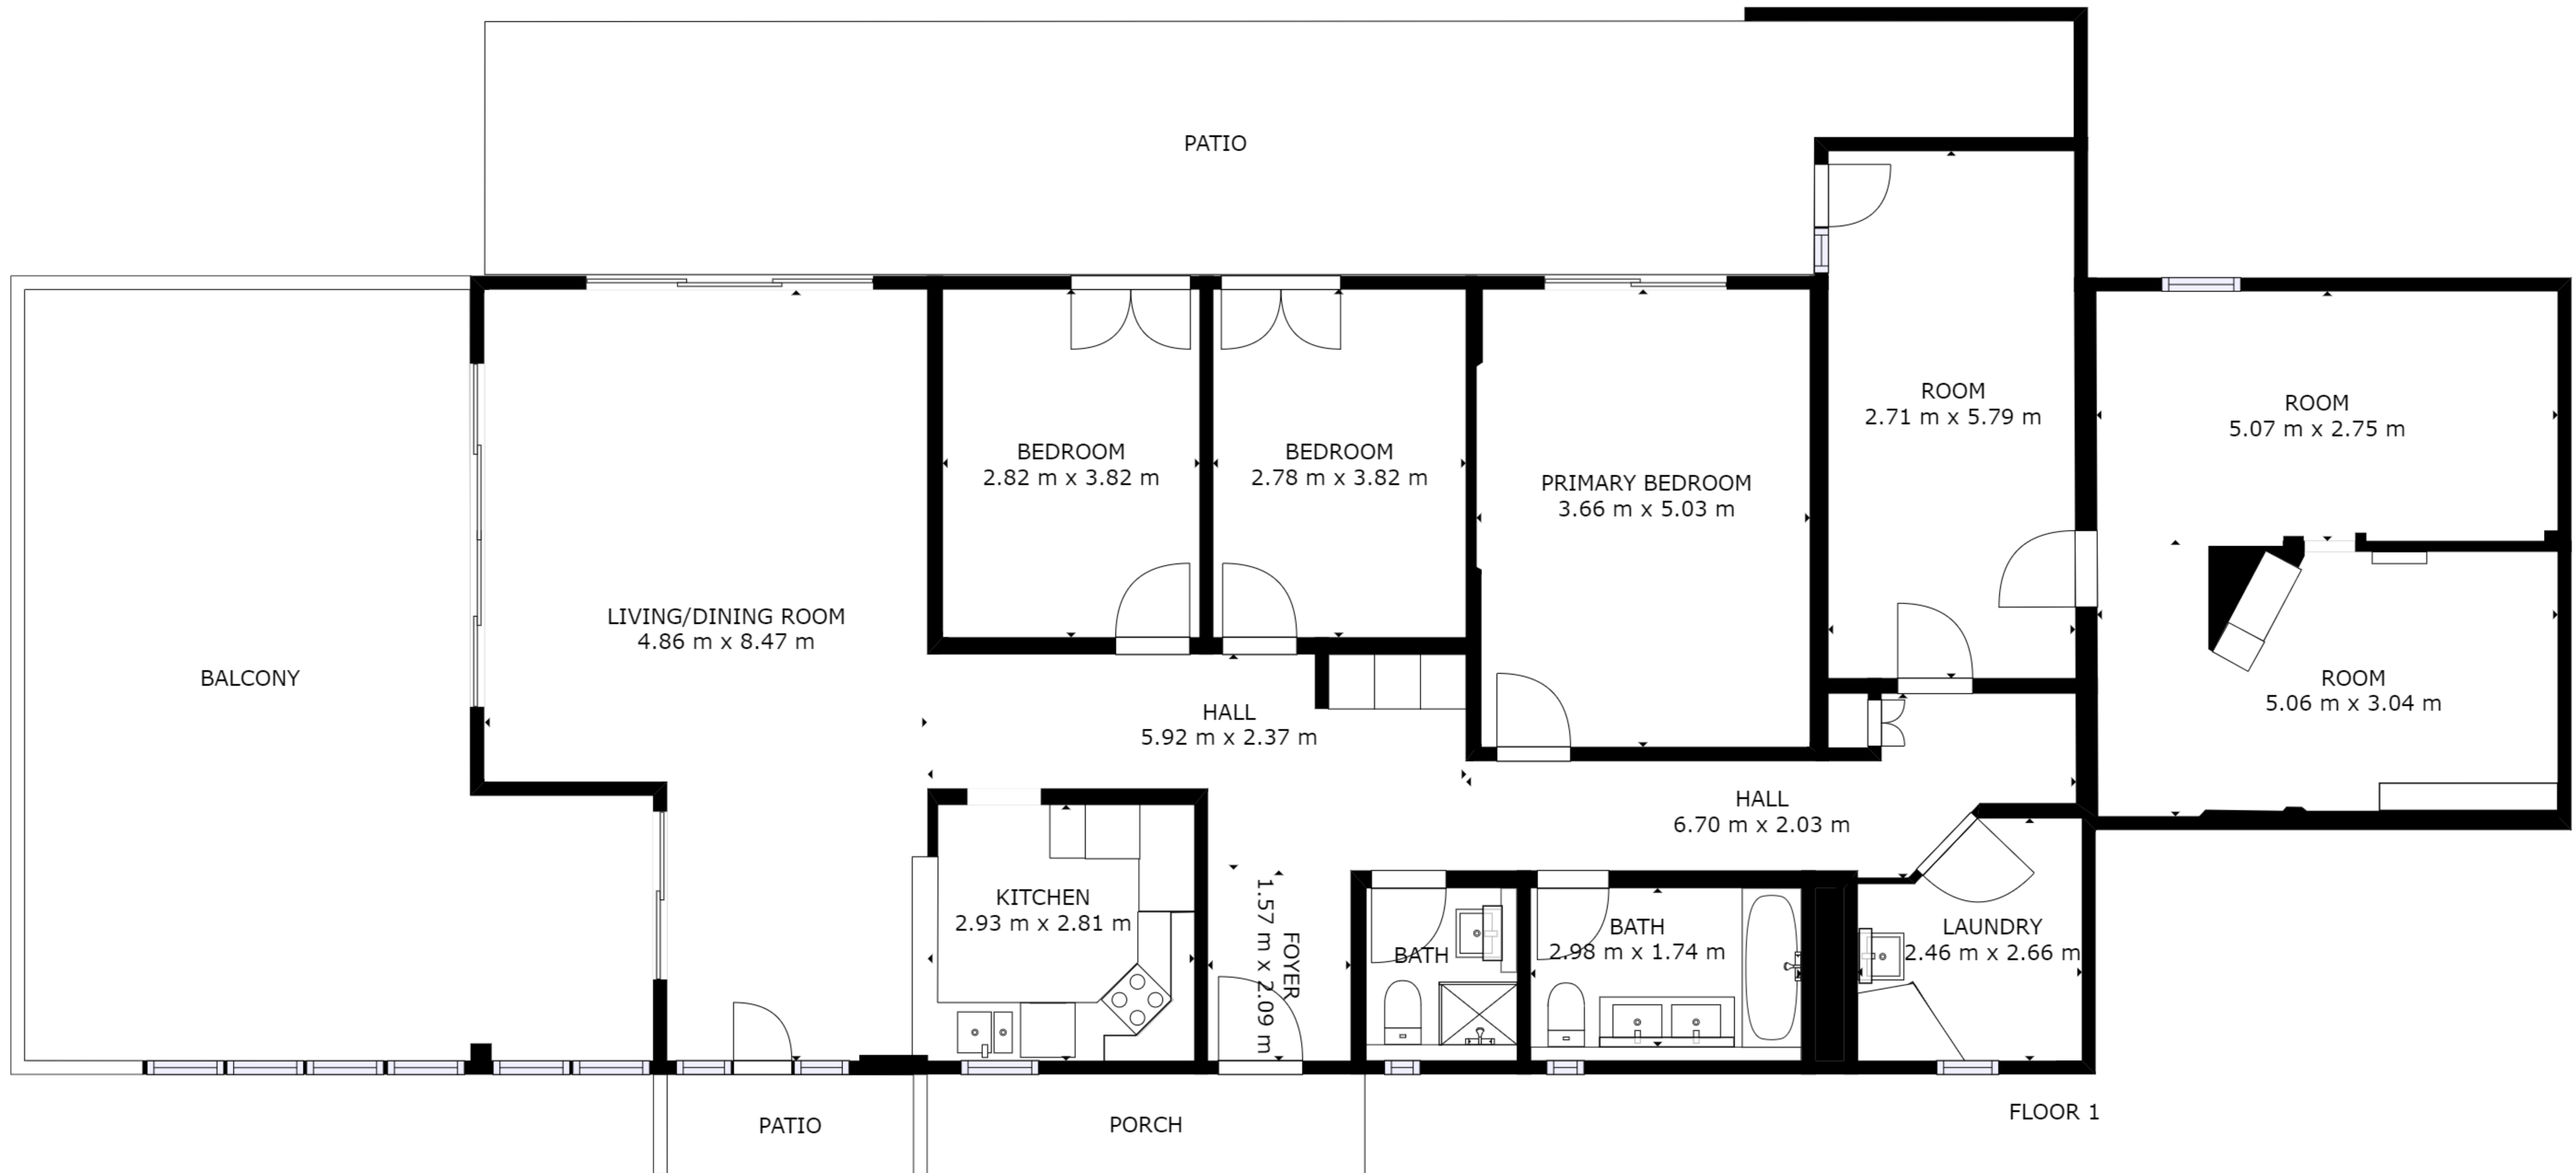 PATIO
ROOM
2.71 m x 5.79 m
ROOM
5.07 m x 2.75 m
BEDROOM
2.82 m x 3.82 m
BEDROOM
2.78 m x 3.82 m
PRIMARY BEDROOM
3.66 m x 5.03 m
LIVING/DINING ROOM
4.86 m x 8.47 m
BALCONY
ROOM
5.06 m x 3.04 m
HALL
5.92 m x 2.37 m
HALL
6.70 m x 2.03 m
KITCHEN
2.93 m x 2.81 m
FOYER
1.57 m x 2.09 m
BATH
BATH
2.98 m x 1.74 m
LAUNDRY
2.46 m x 2.66 m
PATIO
PORCH
FLOOR 1